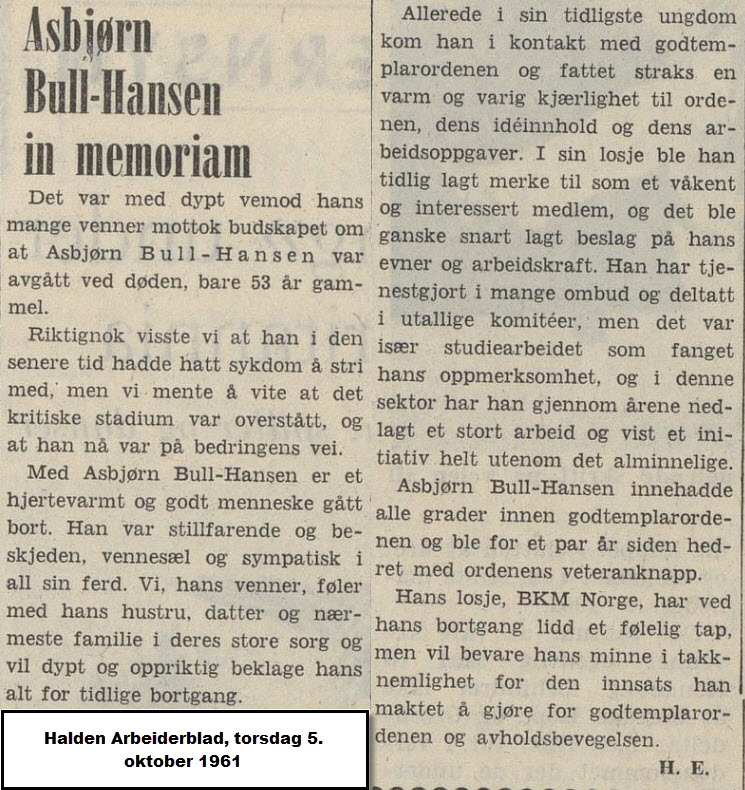 Asbjørn
Bull-Hansen
in memoriam
Det var med dypt vemod hans
mange venner mottok budskapet om
at Asbjørn Bull-Hansen var
avgått ved døden, bare 53 år gam-
mel.
Riktignok visste vi at han i den
senere tid hadde hatt sykdom å stri
med, men vi mente å vite at det
kritiske stadium var overstått, og
at han nå var på bedringens vei.
Med Asbjørn Bull-Hansen er et
hjertevarmt og godt menneske gått
bort. Han var stillfarende og be-
skjeden, vennesæl og sympatisk i
all sin ferd. Vi, hans venner, føler
med hans hustru, datter og nær-
meste familie i deres store sorg og
vil dypt og oppriktig beklage hans
alt for tidlige bortgang.
Halden Arbeiderblad, torsdag 5.
oktober 1961
Allerede i sin tidligste ungdom
kom han i kontakt med godtem-
plarordenen og fattet straks en
varm og varig kjærlighet til orde-
nen, dens idéinnhold og dens ar-
beidsoppgaver. I sin losje ble han
tidlig lagt merke til som et våkent
og interessert medlem, og det ble
ganske snart lagt beslag på hans
evner og arbeidskraft. Han har tje-
nestgjort i mange ombud og deltatt
i utallige komitéer, men det var
især studiearbeidet som fanget
hans oppmerksomhet, og i denne
sektor har han gjennom årene ned-
lagt et stort arbeid og vist et ini-
tiativ helt utenom det alminnelige.
Asbjørn Bull-Hansen innehadde
alle grader innen godtemplarorde-
nen og ble for et par år siden hed-
ret med ordenens veteranknapp.
Hans losje, BKM Norge, har ved
hans bortgang lidd et følelig tap,
men vil bevare hans minne i takk-
nemlighet for den innsats han
maktet å gjøre for godtemplaror-
denen og avholdsbevegelsen.
H. E.